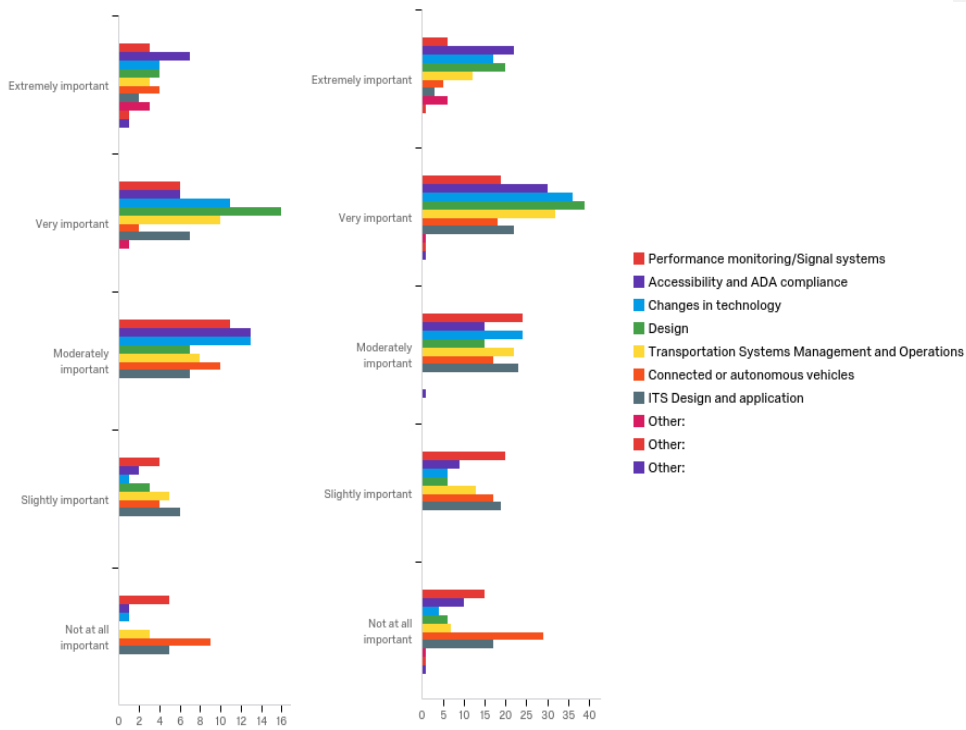 Extremely important
Very important
Moderately
important
Slightly important
Not at all
important
0 2 4 6 8 10 12 14 16
Extremely important
Very important
Moderately
important
Slightly important
Not at all
important
0 5 10 15 20 25 30 35 40
Performance monitoring/Signal systems
Accessibility and ADA compliance
Changes in technology
Design
Transportation Systems Management and Operations
Connected or autonomous vehicles
ITS Design and application
Other:
Other:
Other: